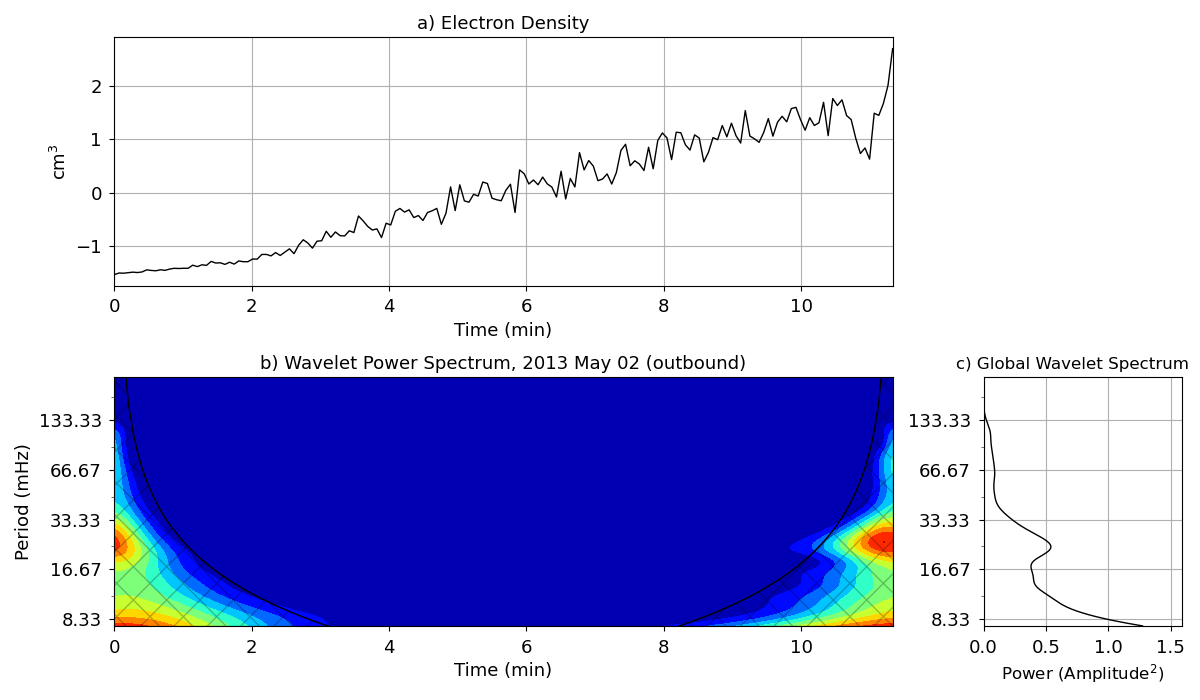 a) Electron Density
cm³
2
1
0
−1
0 2 4 6 8 10
Time (min)
b) Wavelet Power Spectrum, 2013 May 02 (outbound)
Period (mHz)
133.33
66.67
33.33
16.67
8.33
0 2 4 6 8 10
Time (min)
c) Global Wavelet Spectrum
133.33
66.67
33.33
16.67
8.33
0.0 0.5 1.0 1.5
Power (Amplitude²)